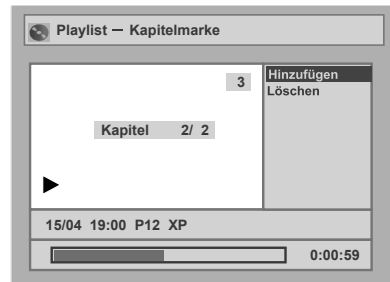 Playlist – Kapitelmarke
3
Hinzufügen
Löschen
Kapitel 2/ 2
15/04 19:00 P12 XP
0:00:59